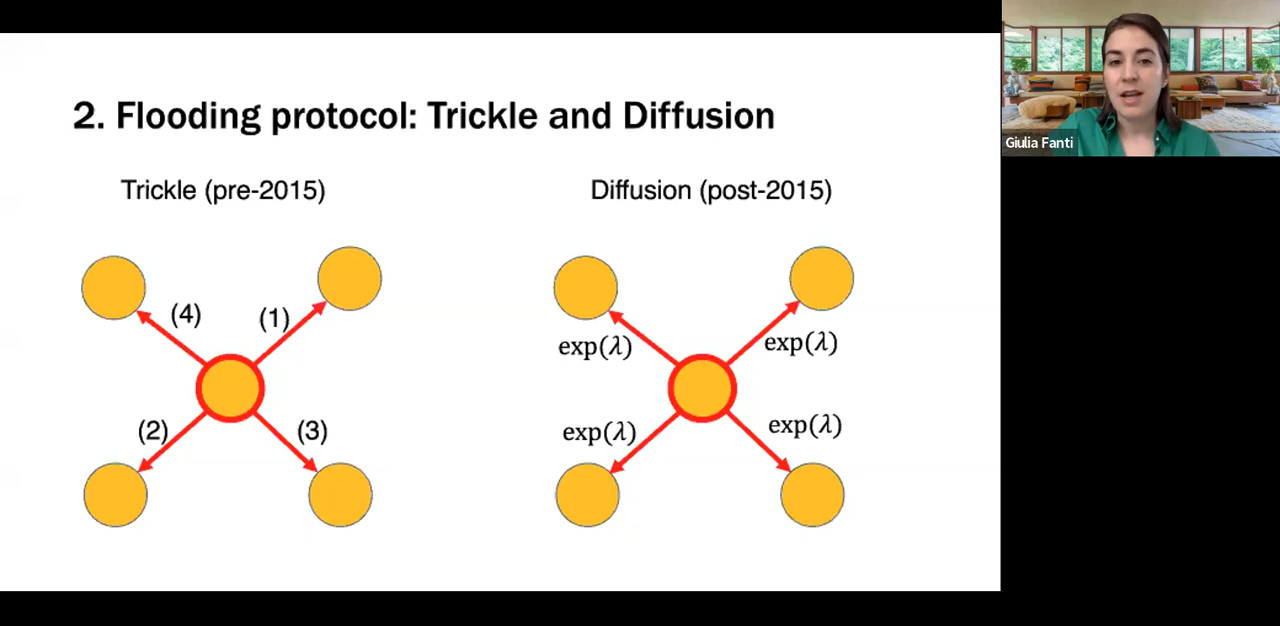 2. Flooding protocol: Trickle and Diffusion
Trickle (pre-2015)
(4)
(1)
(2)
(3)
Diffusion (post-2015)
exp(λ)
exp(λ)
exp(λ)
exp(λ)
Giulia Fanti